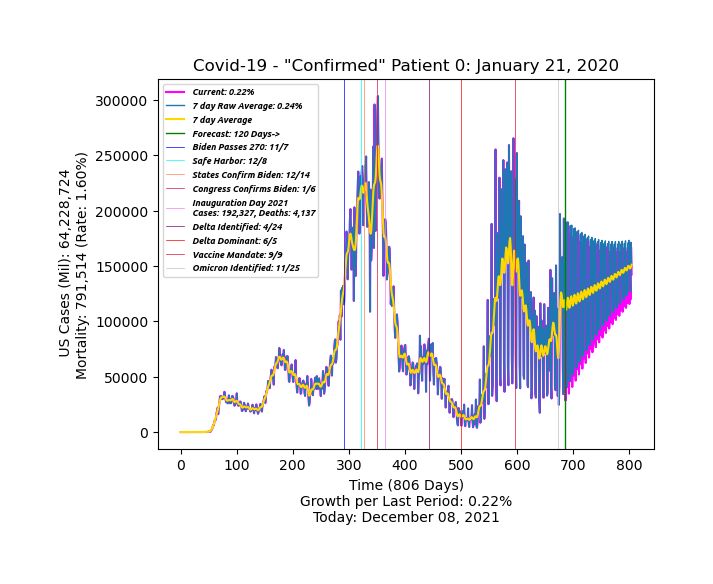 Covid-19 - "Confirmed" Patient 0: January 21, 2020
Current: 0.22%
7 day Raw Average: 0.24%
7 day Average
Forecast: 120 Days->
Biden Passes 270: 11/7
Safe Harbor: 12/8
States Confirm Biden: 12/14
Congress Confirms Biden: 1/6
Inauguration Day 2021
Cases: 192,327, Deaths: 4,137
Delta Identified: 4/24
Delta Dominant: 6/5
Vaccine Mandate: 9/9
Omicron Identified: 11/25
300000
250000
200000
150000
100000
50000
0
US Cases (Mil): 64,228,724
Mortality: 791,514 (Rate: 1.60%)
0 100 200 300 400 500 600 700 800
Time (806 Days)
Growth per Last Period: 0.22%
Today: December 08, 2021